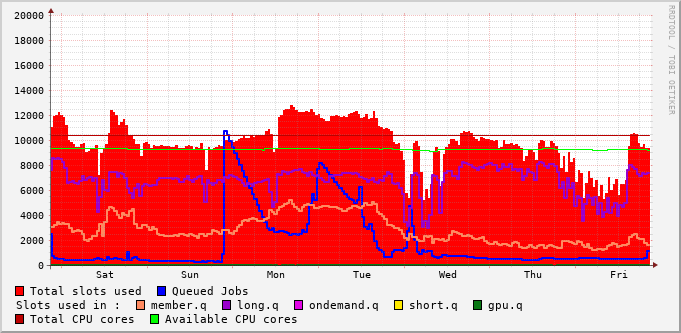 20000
18000
16000
14000
12000
10000
8000
6000
4000
2000
0
Sat Sun Mon Tue Wed Thu Fri
RRDTOOL / TOBI OETIKER
Total slots used Queued Jobs
Slots used in : member.q long.q ondemand.q short.q gpu.q
Total CPU cores Available CPU cores